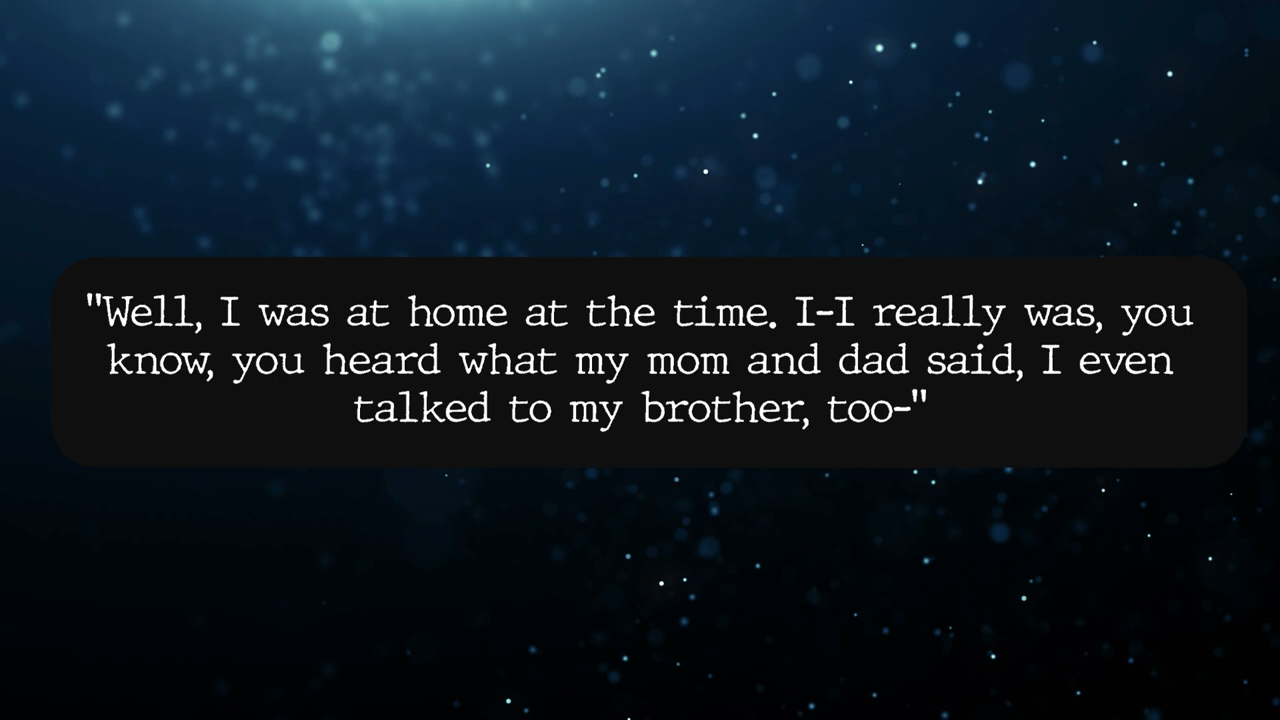 "Well, I was at home at the time. I-I really was, you
know, you heard what my mom and dad said, I even
talked to my brother, too-"